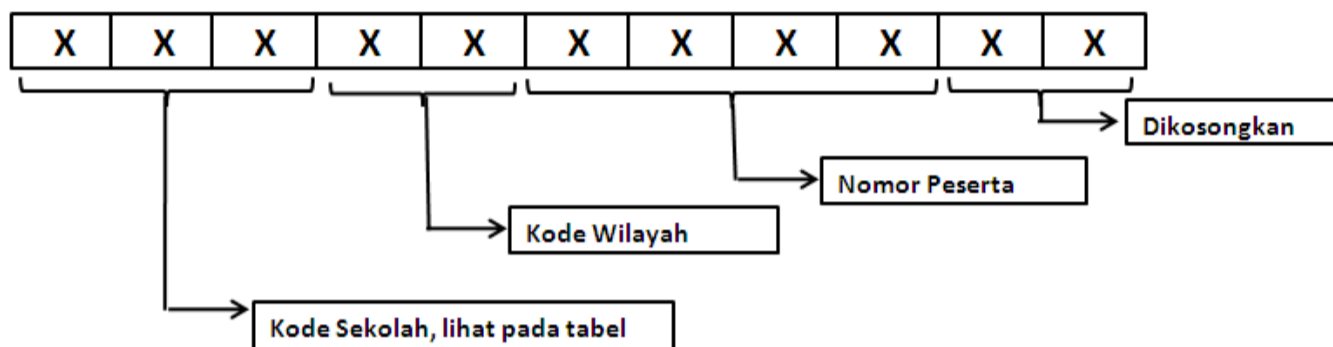 X X X X X X X X X X X
Dikosongkan
Nomor Peserta
Kode Wilayah
Kode Sekolah, lihat pada tabel